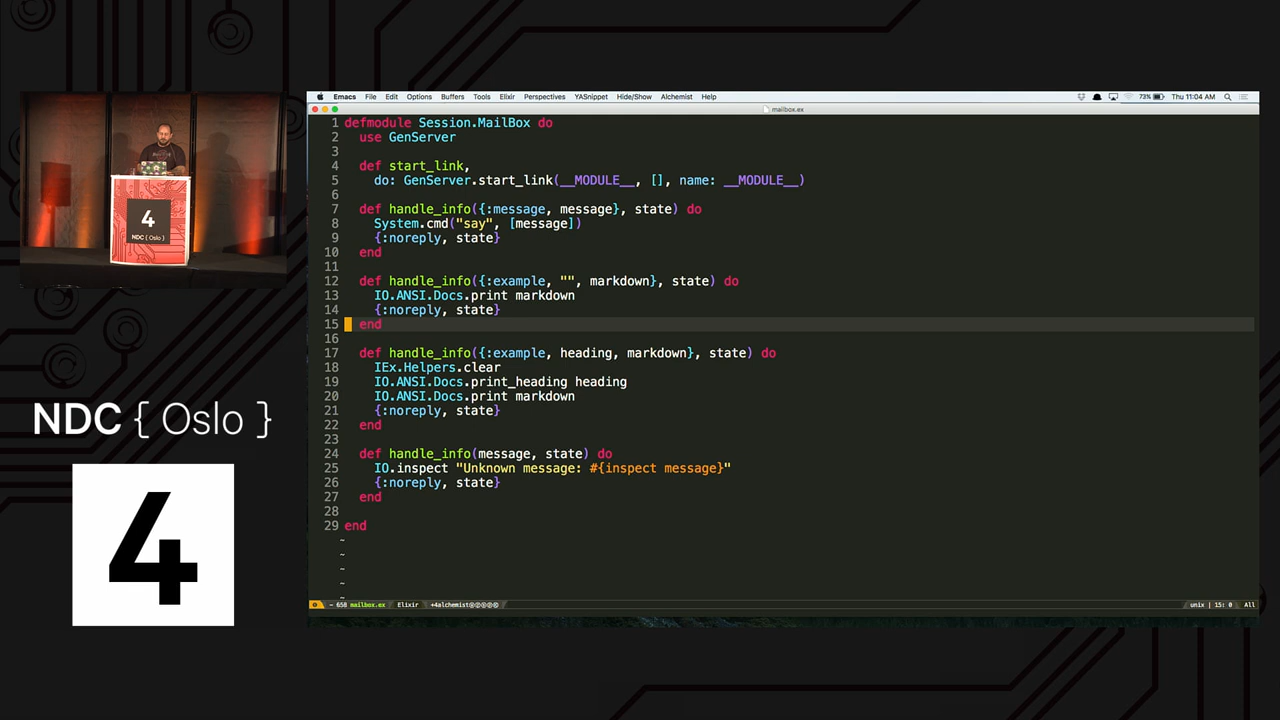 4
NDC { Oslo }
NDC { Oslo }
4
Emacs File Edit Options Buffers Tools Elixir Perspectives YASnippet Hide/Show Alchemist Help 73% Thu 11:04 AM
mailbox.ex
1 defmodule Session.MailBox do
2 use GenServer
3
4 def start_link,
5 do: GenServer.start_link(__MODULE__, [], name: __MODULE__)
6
7 def handle_info({:message, message}, state) do
8 System.cmd("say", [message])
9 {:noreply, state}
10 end
11
12 def handle_info({:example, "", markdown}, state) do
13 IO.ANSI.Docs.print markdown
14 {:noreply, state}
15 end
16
17 def handle_info({:example, heading, markdown}, state) do
18 IEx.Helpers.clear
19 IO.ANSI.Docs.print_heading heading
20 IO.ANSI.Docs.print markdown
21 {:noreply, state}
22 end
23
24 def handle_info(message, state) do
25 IO.inspect "Unknown message: #{inspect message}"
26 {:noreply, state}
27 end
28
29 end
~
~
~
~
- 658 mailbox.ex Elixir unix | 15: 0 All